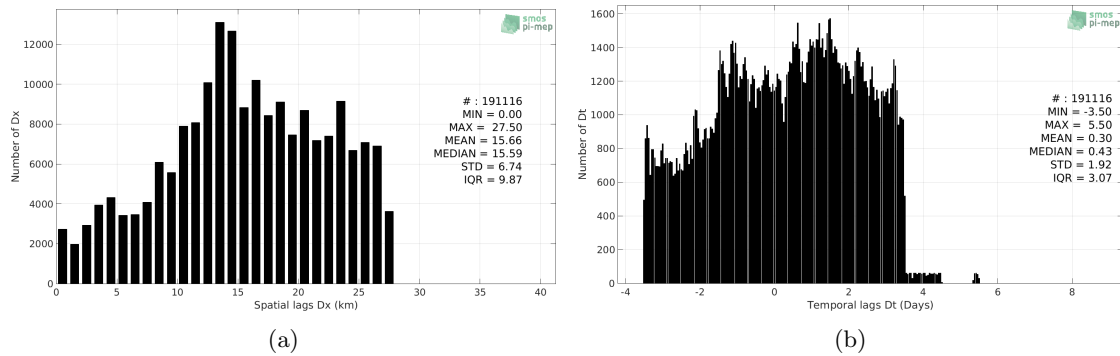 smos
pi-mep
12000
10000
8000
6000
4000
2000
0
Number of Dx
# : 191116
MIN = 0.00
MAX = 27.50
MEAN = 15.66
MEDIAN = 15.59
STD = 6.74
IQR = 9.87
0 5 10 15 20 25 30 35 40
Spatial lags Dx (km)
(a)
smos
pi-mep
1600
1400
1200
1000
800
600
400
200
0
Number of Dt
# : 191116
MIN = -3.50
MAX = 5.50
MEAN = 0.30
MEDIAN = 0.43
STD = 1.92
IQR = 3.07
-4 -2 0 2 4 6 8
Temporal lags Dt (Days)
(b)